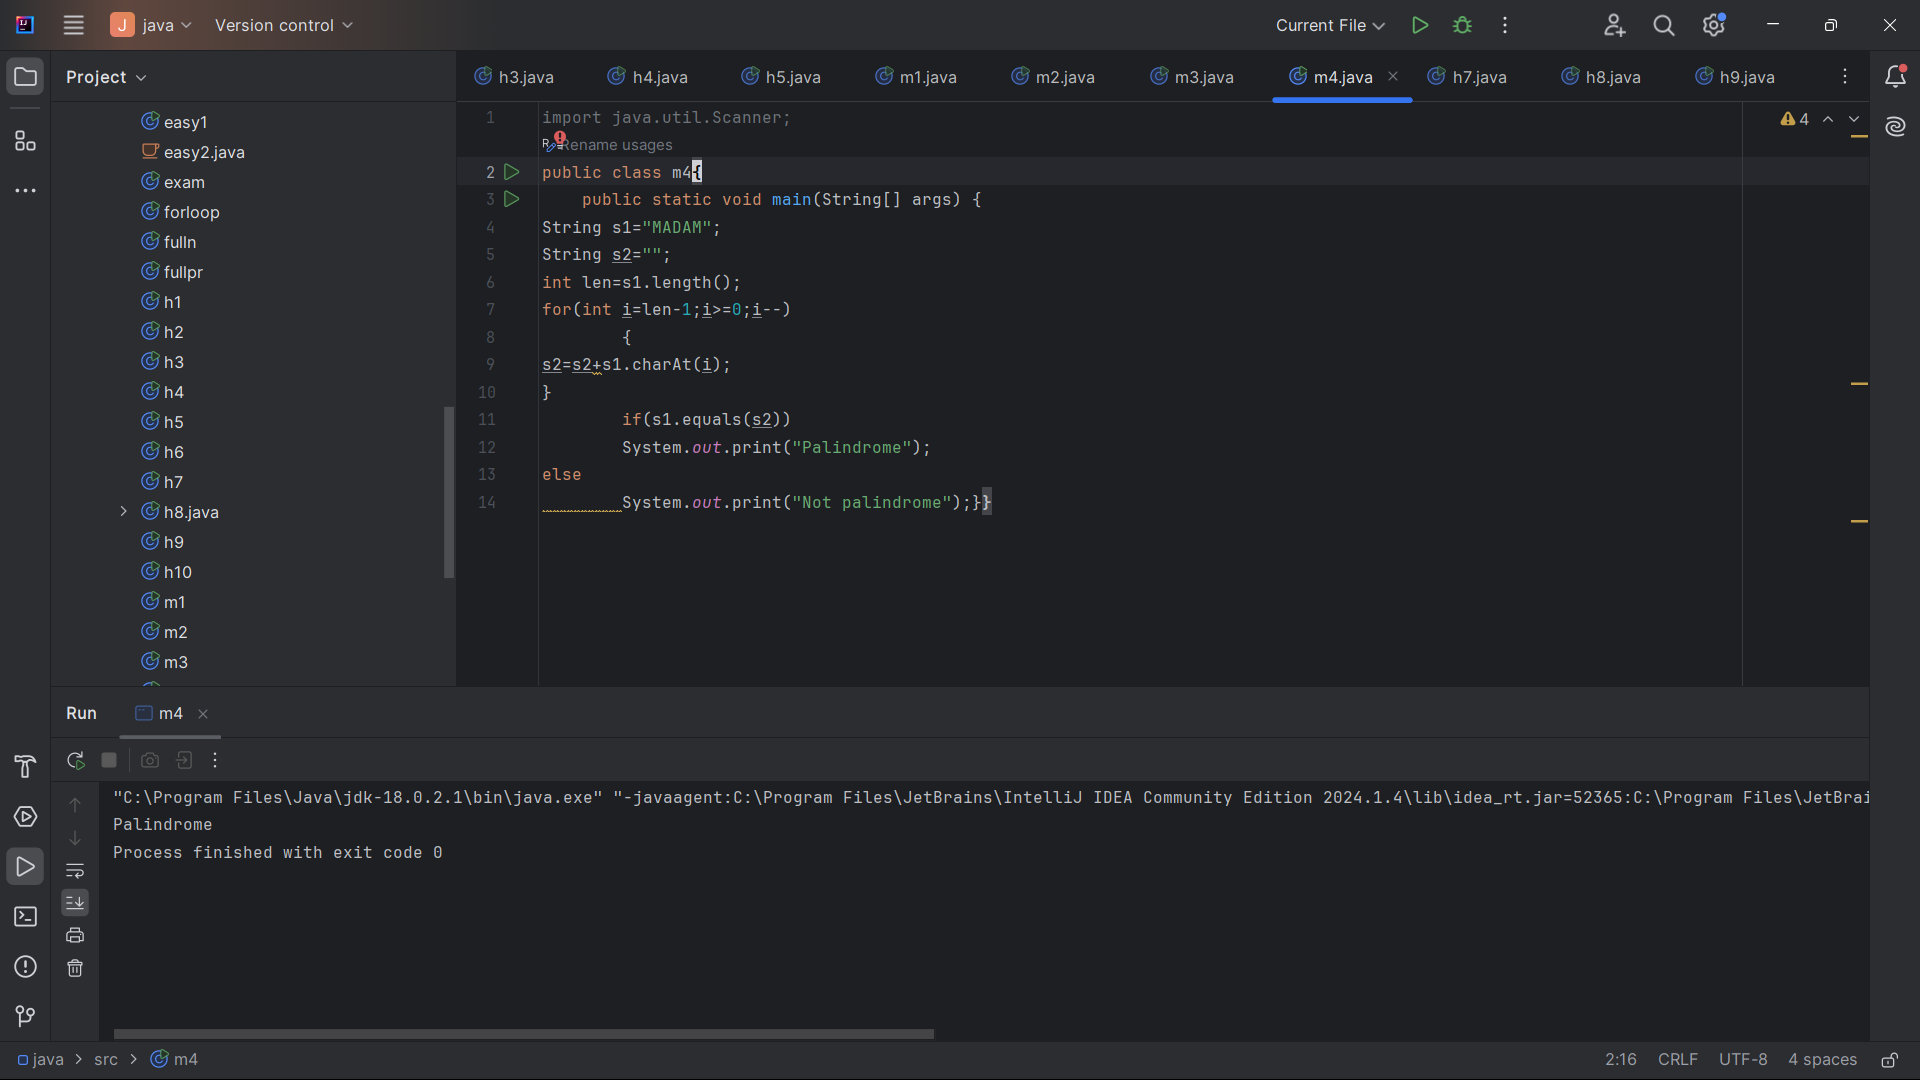 J java Version control Current File
Project
h3.java h4.java h5.java m1.java m2.java m3.java m4.java h7.java h8.java h9.java
easy1
easy2.java
exam
forloop
fulln
fullpr
h1
h2
h3
h4
h5
h6
h7
h8.java
h9
h10
m1
m2
m3
1 import java.util.Scanner;
4
Rename usages
2 public class m4{
3 public static void main(String[] args) {
4 String s1="MADAM";
5 String s2="";
6 int len=s1.length();
7 for(int i=len-1;i>=0;i--)
8 {
9 s2=s2+s1.charAt(i);
10 }
11 if(s1.equals(s2))
12 System.out.print("Palindrome");
13 else
14 System.out.print("Not palindrome");}}
Run m4
"C:\Program Files\Java\jdk-18.0.2.1\bin\java.exe" "-javaagent:C:\Program Files\JetBrains\IntelliJ IDEA Community Edition 2024.1.4\lib\idea_rt.jar=52365:C:\Program Files\JetBrai
Palindrome
Process finished with exit code 0
java > src > m4 2:16 CRLF UTF-8 4 spaces